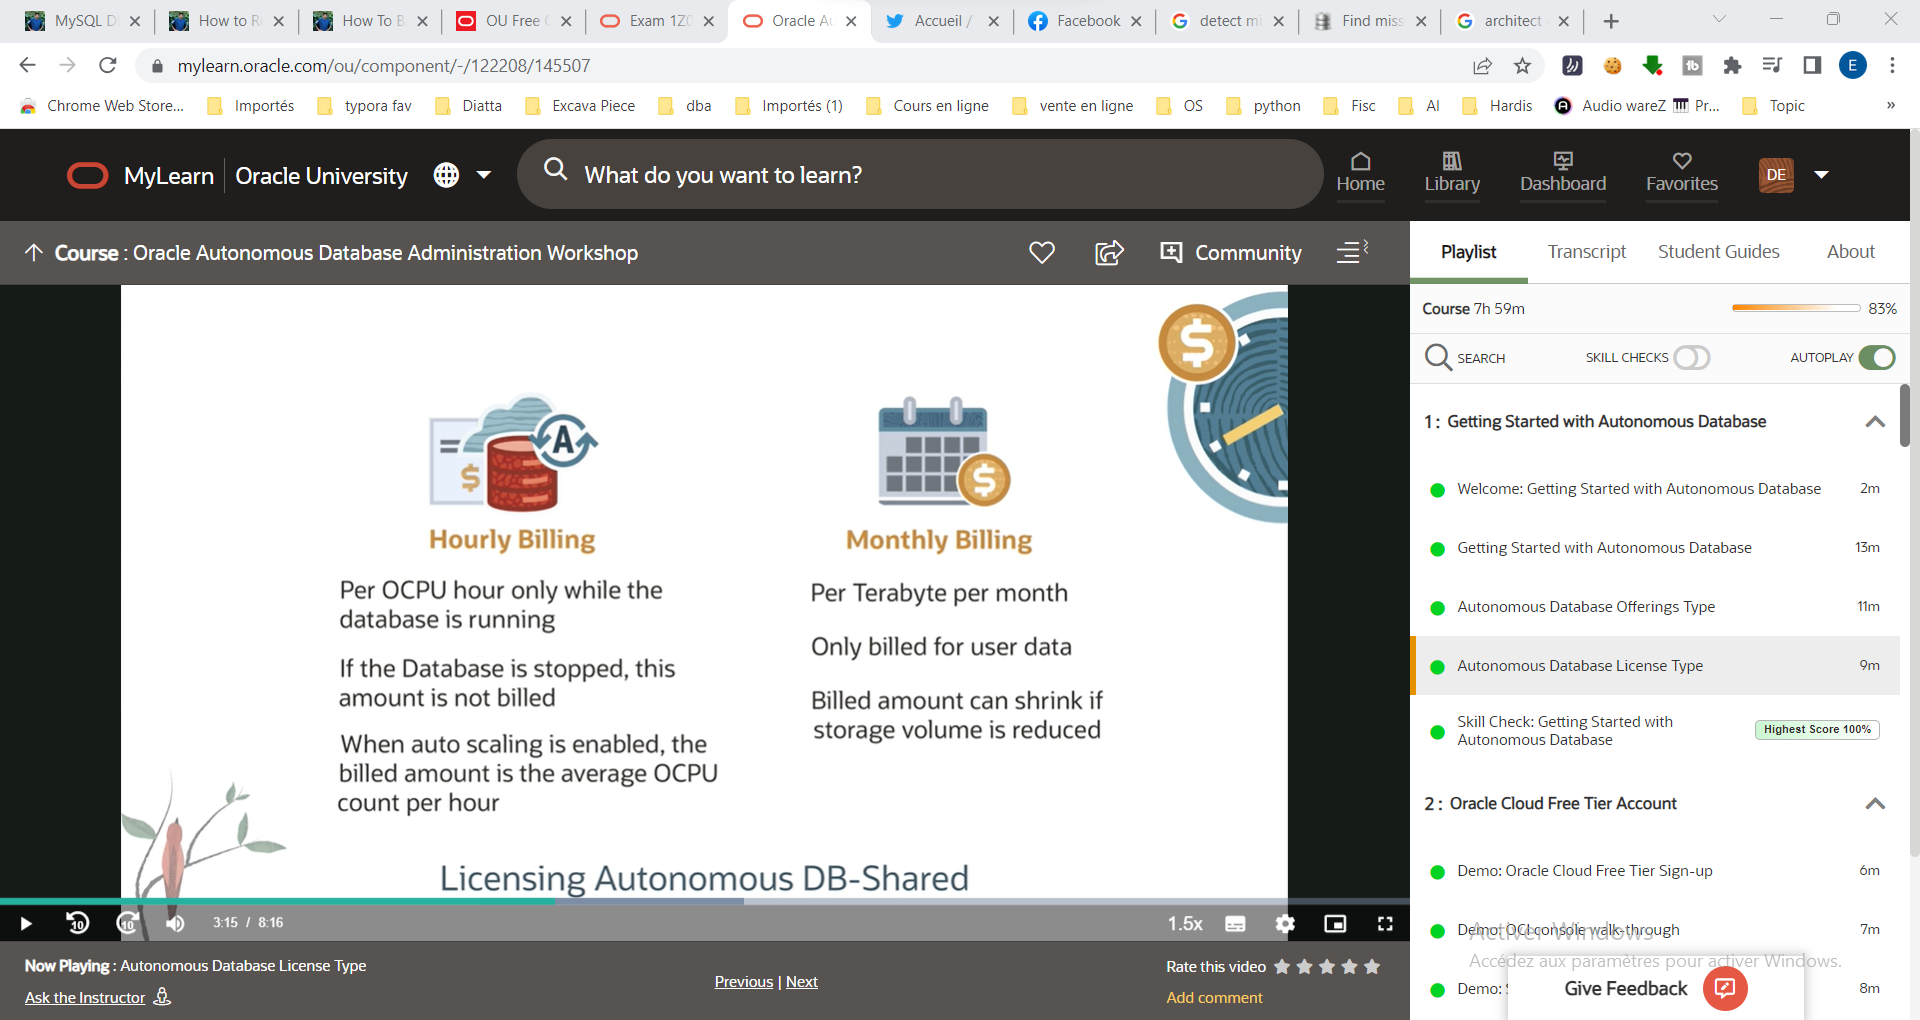 MySQL D
How to R
How To B
OU Free
Exam 1Z0
Oracle Au
Accueil /
Facebook
detect mi
Find miss
architect
mylearn.oracle.com/ou/component/-/122208/145507
E
Chrome Web Store...
Importés
typora fav
Diatta
Excava Piece
dba
Importés (1)
Cours en ligne
vente en ligne
OS
python
Fisc
AI
Hardis
Audio wareZ
Pr...
Topic
»
MyLearn
Oracle University
What do you want to learn?
Home
Library
Dashboard
Favorites
DE
Course : Oracle Autonomous Database Administration Workshop
Community
Playlist
Transcript
Student Guides
About
Course 7h 59m
83%
SEARCH
SKILL CHECKS
AUTOPLAY
1 : Getting Started with Autonomous Database
Welcome: Getting Started with Autonomous Database 2m
Getting Started with Autonomous Database 13m
Autonomous Database Offerings Type 11m
Autonomous Database License Type 9m
Skill Check: Getting Started with
Autonomous Database
Highest Score 100%
2 : Oracle Cloud Free Tier Account
Demo: Oracle Cloud Free Tier Sign-up 6m
Demo: OCI console walk-through 7m
Demo: 8m
Activer Windows
Accédez aux paramètres pour activer Windows.
Give Feedback
$
A
$
$
Hourly Billing
Per OCPU hour only while the
database is running
If the Database is stopped, this
amount is not billed
When auto scaling is enabled, the
billed amount is the average OCPU
count per hour
Monthly Billing
Per Terabyte per month
Only billed for user data
Billed amount can shrink if
storage volume is reduced
Licensing Autonomous DB-Shared
10
10
3:15 / 8:16
1.5x
Now Playing : Autonomous Database License Type
Ask the Instructor
Previous | Next
Rate this video
Add comment